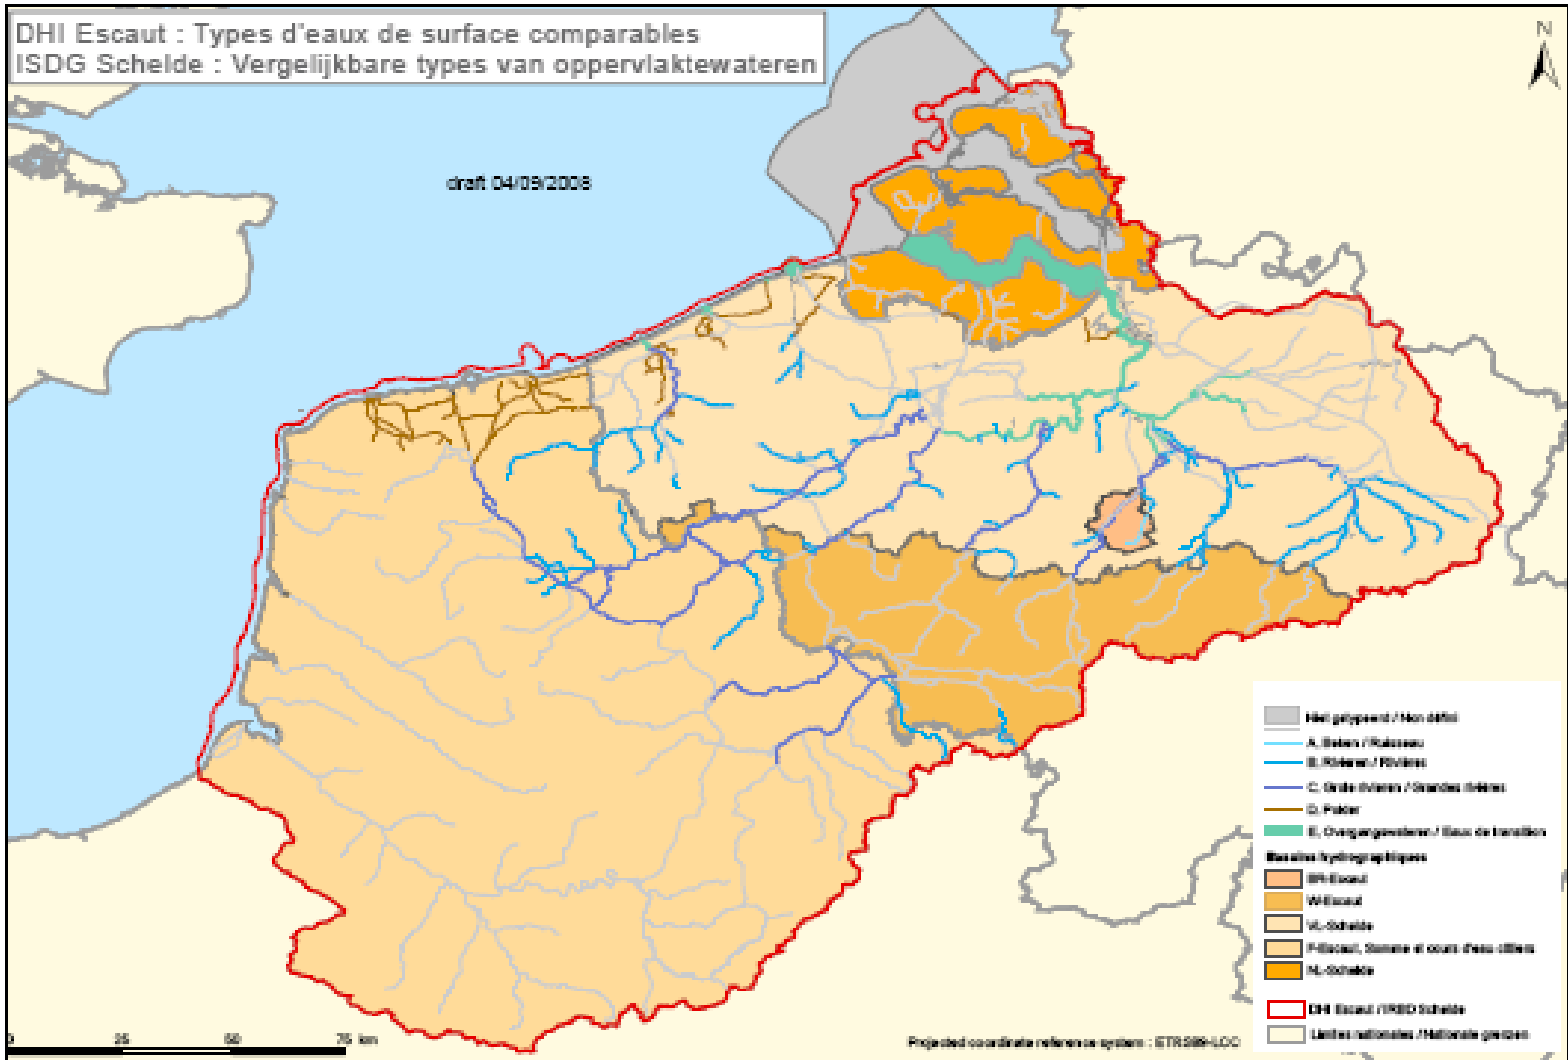 DHI Escaut : Types d'eaux de surface comparables
ISDG Schelde : Vergelijkbare types van oppervlaktewateren
N
draft 04/09/2008
Niet getypeerd / Non défini
A, Beken / Ruisseau
B, Rivieren / Rivières
C, Grote rivieren / Grandes rivières
D, Polder
E, Overgangswateren / Eaux de transition
Bassins hydrographiques
BR-Escaut
W-Escaut
VL-Schelde
F-Escaut, Somme et cours d'eau côtiers
NL-Schelde
DHI Escaut / IRBD Schelde
Limites nationales / Nationale grenzen
0 25 50 75 km
Projected coordinate reference system : ETRS89-LCC